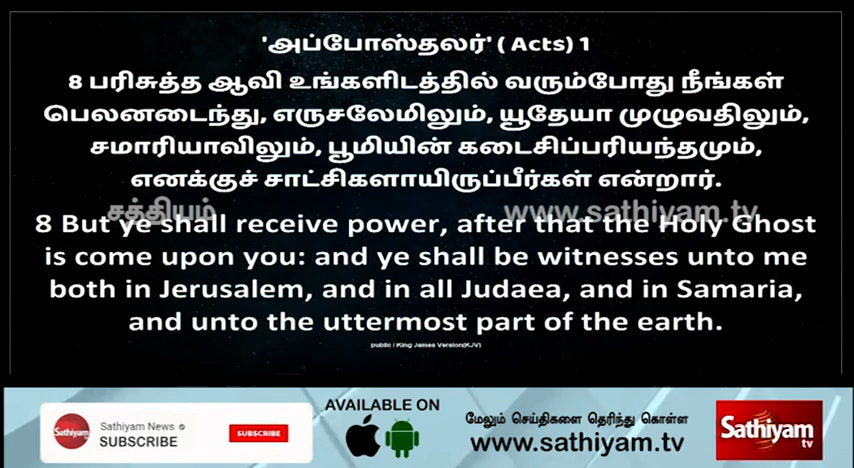 'அப்போஸ்தலர்' ( Acts) 1
8 பரிசுத்த ஆவி உங்களிடத்தில் வரும்போது நீங்கள்
பெலனடைந்து, எருசலேமிலும், யூதேயா முழுவதிலும்,
சமாரியாவிலும், பூமியின் கடைசிப்பரியந்தமும்,
எனக்குச் சாட்சிகளாயிருப்பீர்கள் என்றார்.
சத்தியம் www.sathiyam.tv
8 But ye shall receive power, after that the Holy Ghost
is come upon you: and ye shall be witnesses unto me
both in Jerusalem, and in all Judaea, and in Samaria,
and unto the uttermost part of the earth.
public / King James Version(KJV)
Sathiyam
Sathiyam News
SUBSCRIBE
SUBSCRIBE
AVAILABLE ON
மேலும் செய்திகளை தெரிந்து கொள்ள
www.sathiyam.tv
Sathiyam
tv